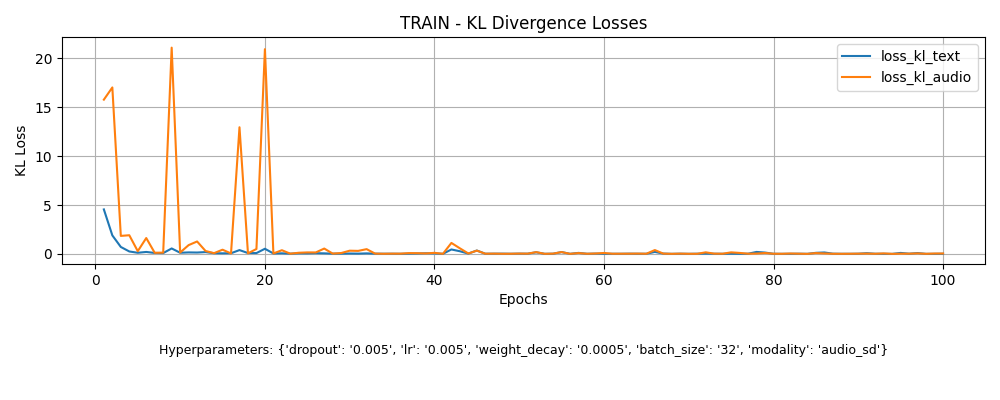 TRAIN - KL Divergence Losses
loss_kl_text
loss_kl_audio
KL Loss
20
15
10
5
0
0 20 40 60 80 100
Epochs
Hyperparameters: {'dropout': '0.005', 'lr': '0.005', 'weight_decay': '0.0005', 'batch_size': '32', 'modality': 'audio_sd'}